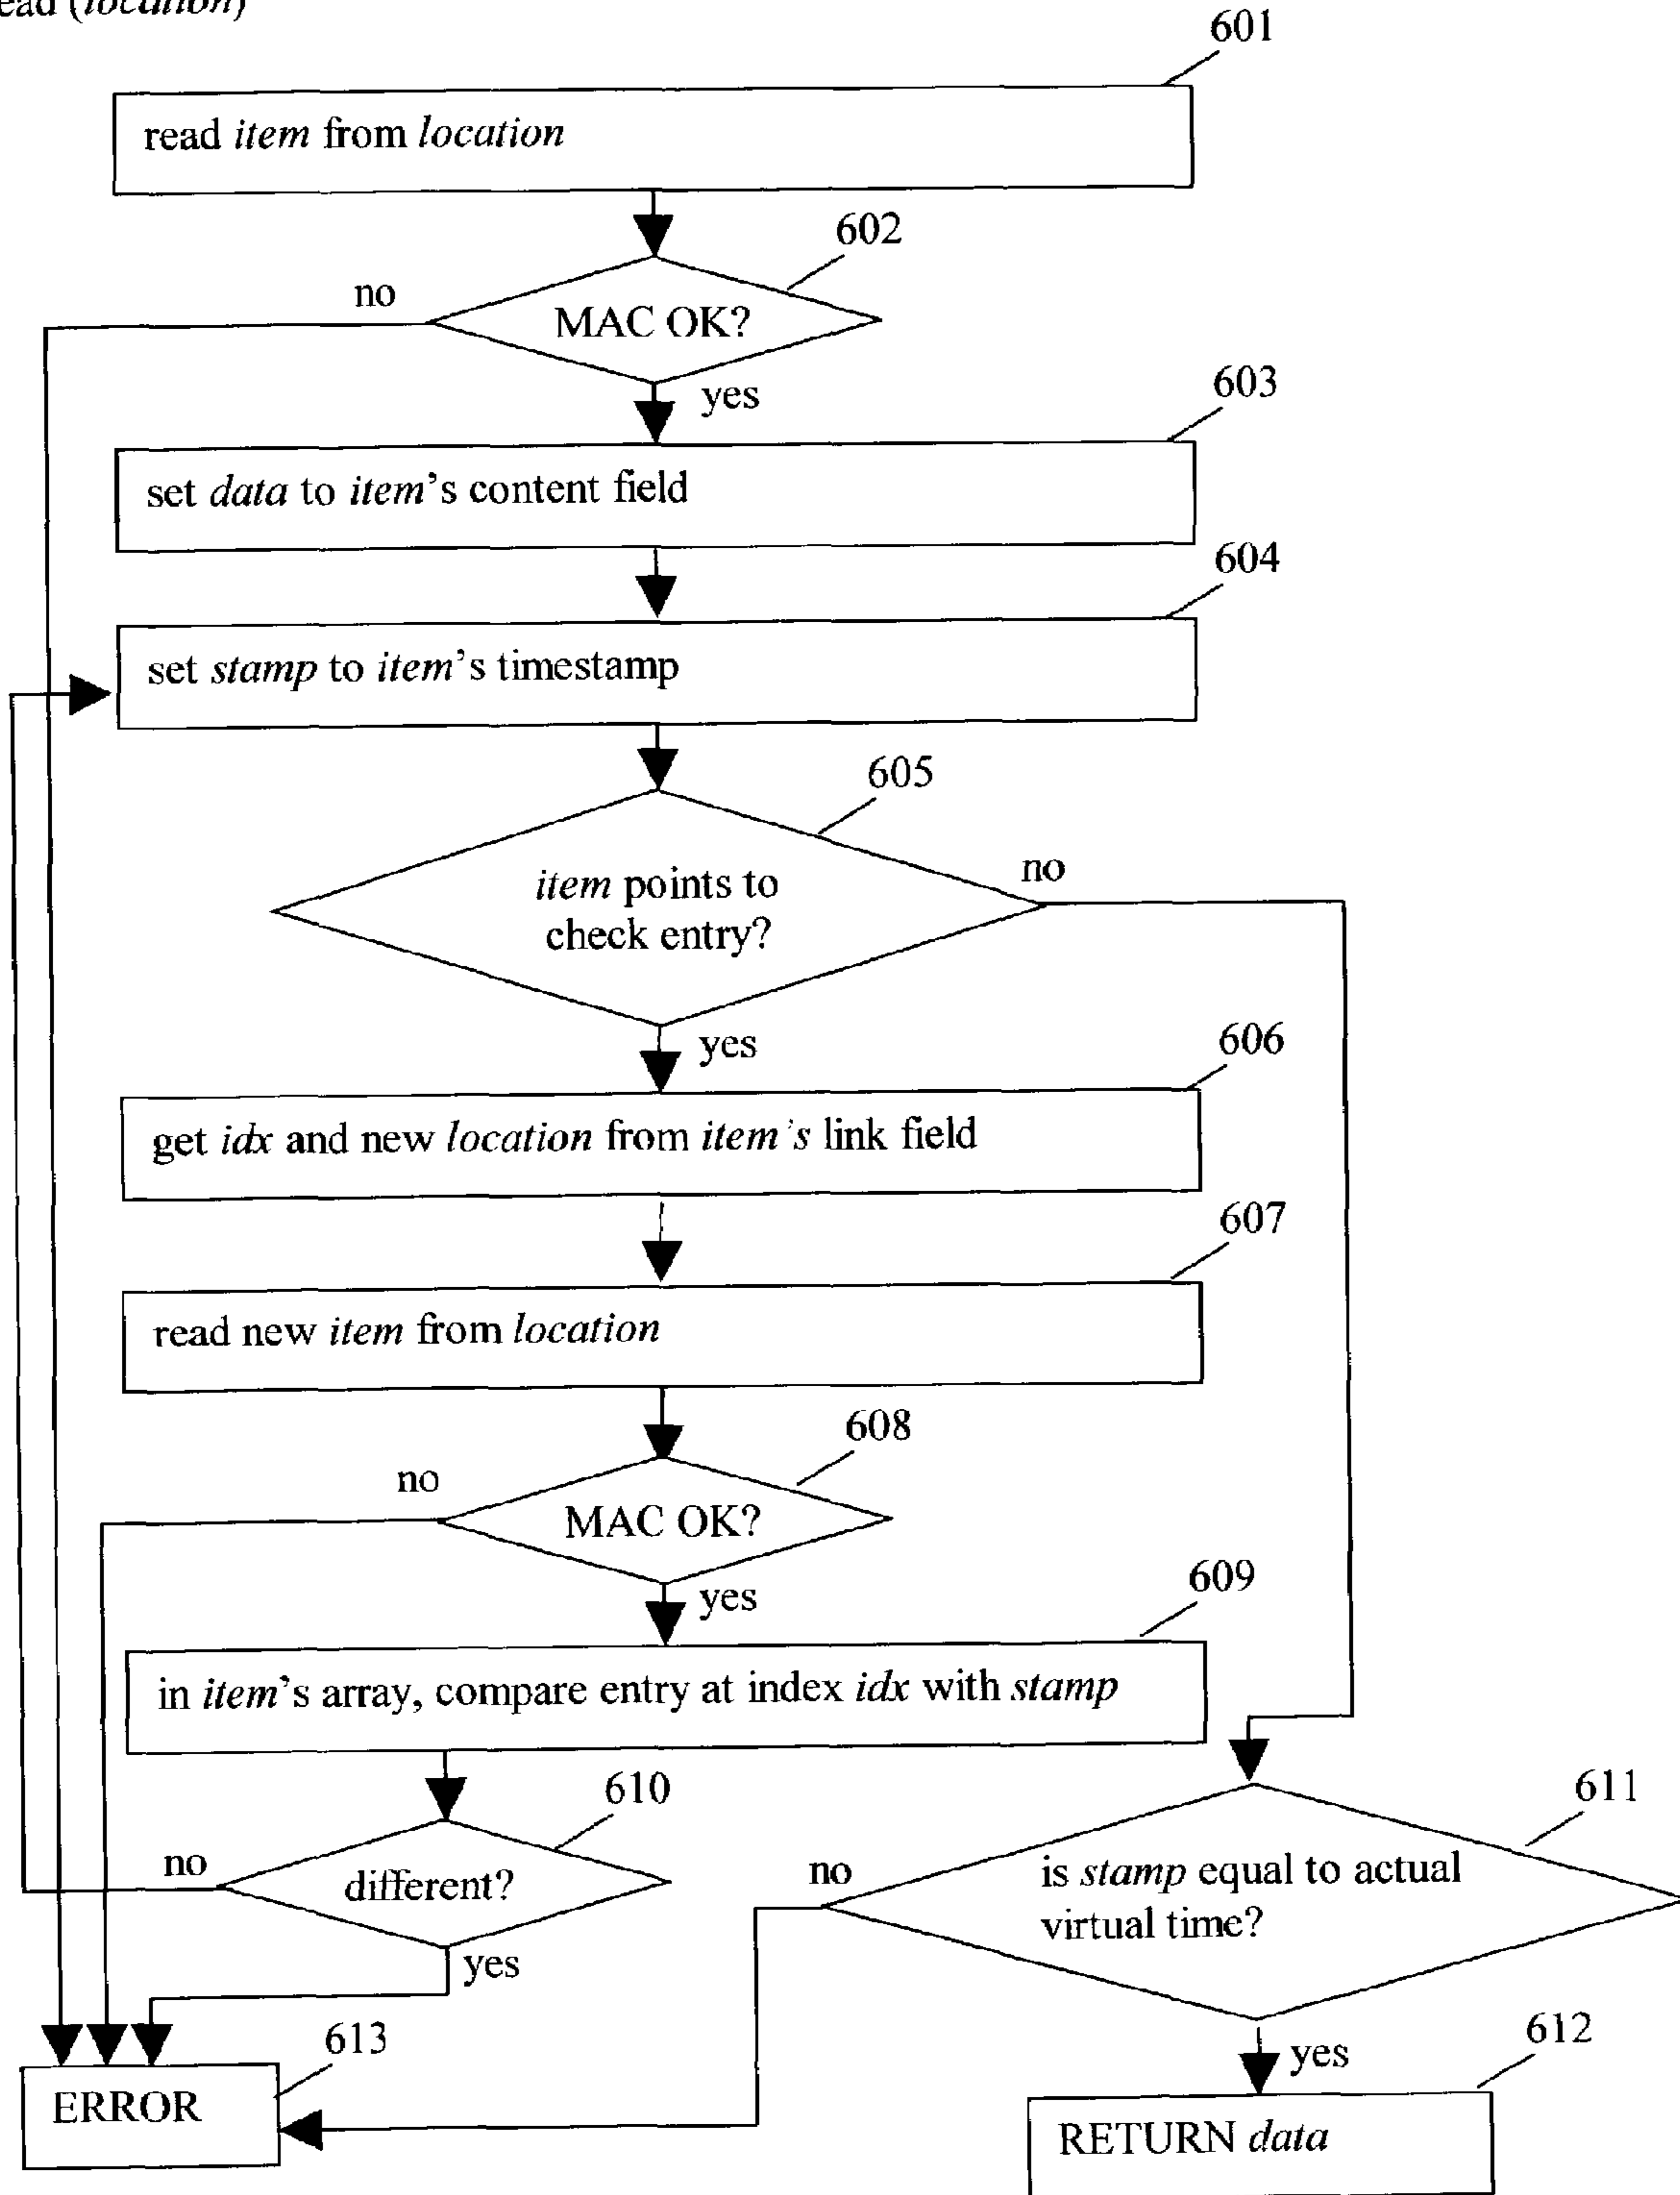 (location)
601
read item from location
602
no
MAC OK?
yes
603
set data to item's content field
604
set stamp to item's timestamp
605
no
item points to
check entry?
yes
606
get idx and new location from item's link field
607
read new item from location
608
no
MAC OK?
yes
609
in item's array, compare entry at index idx with stamp
610
611
no
different?
no
is stamp equal to actual
virtual time?
yes
613
612
yes
ERROR
RETURN data